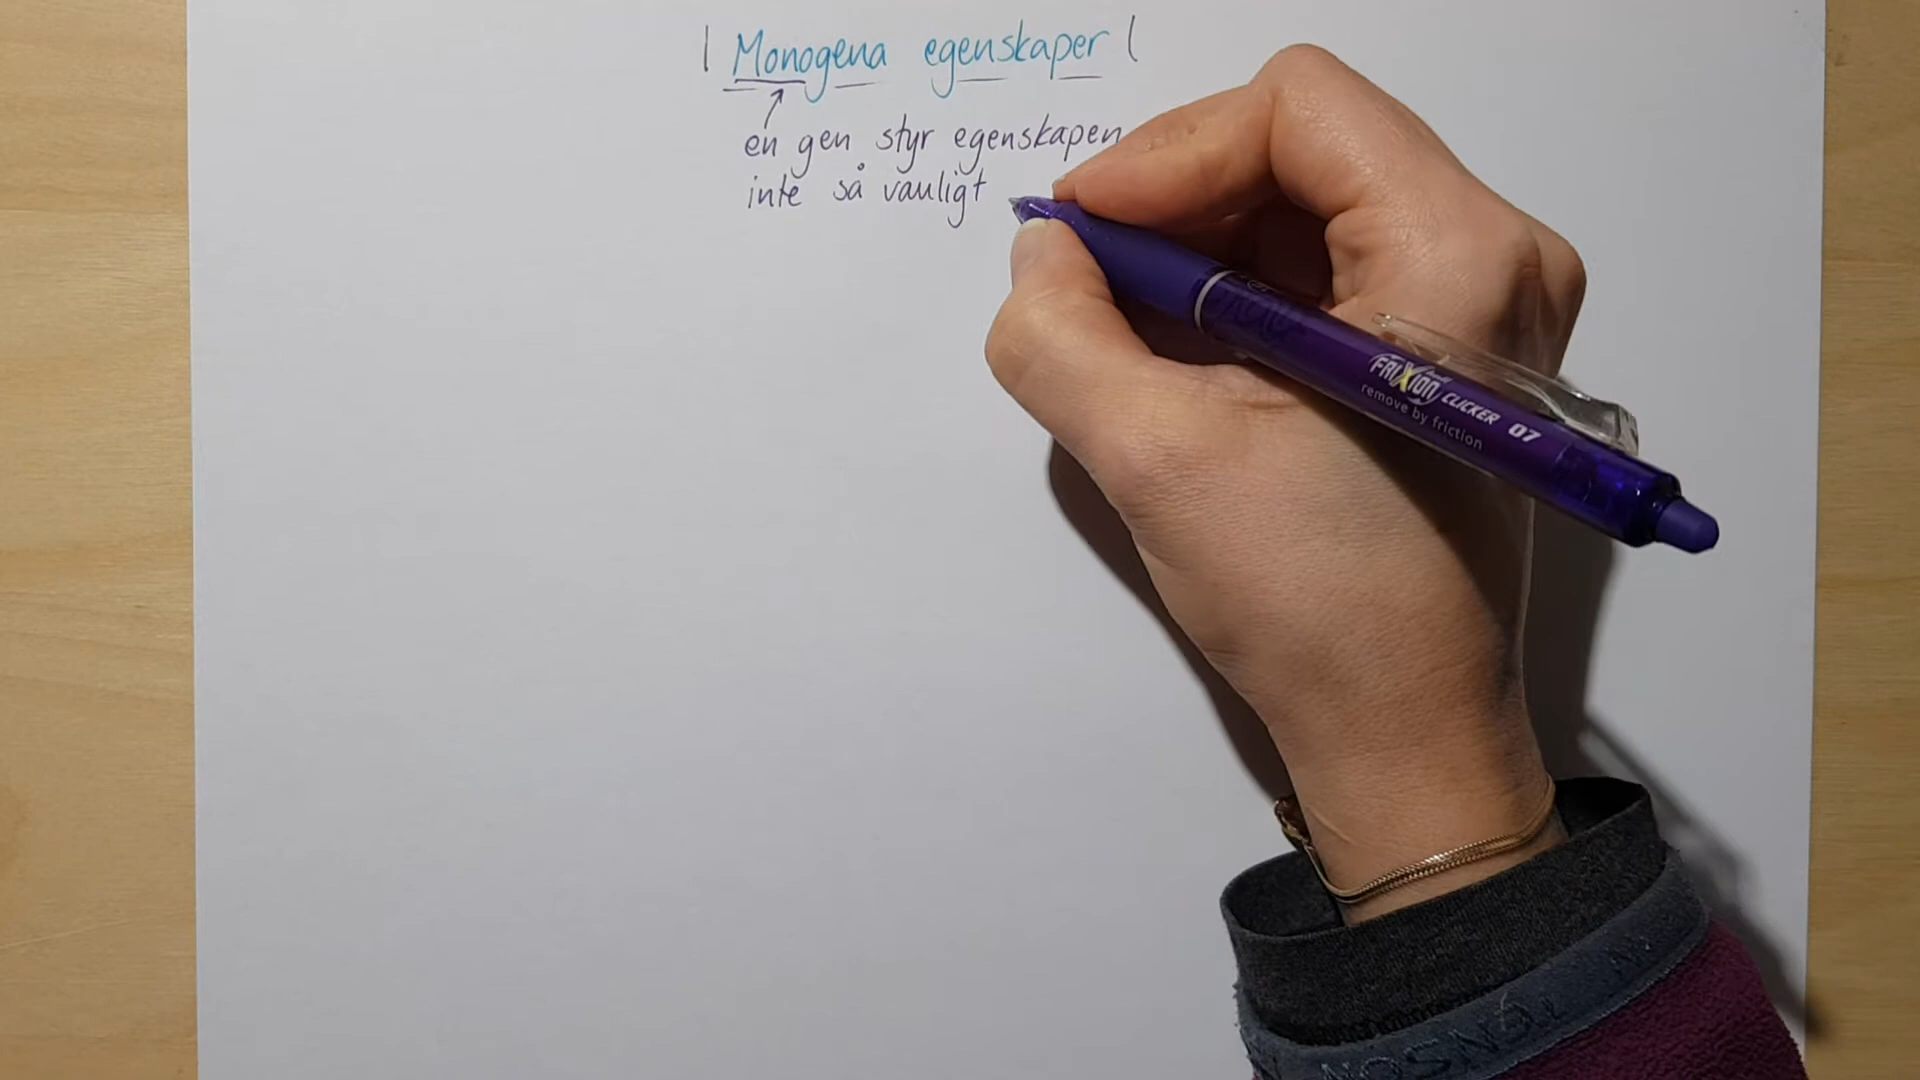 | Monogena egenskaper |
en gen styr egenskapen
inte så vanligt
FRIXION CLICKER 07
remove by friction